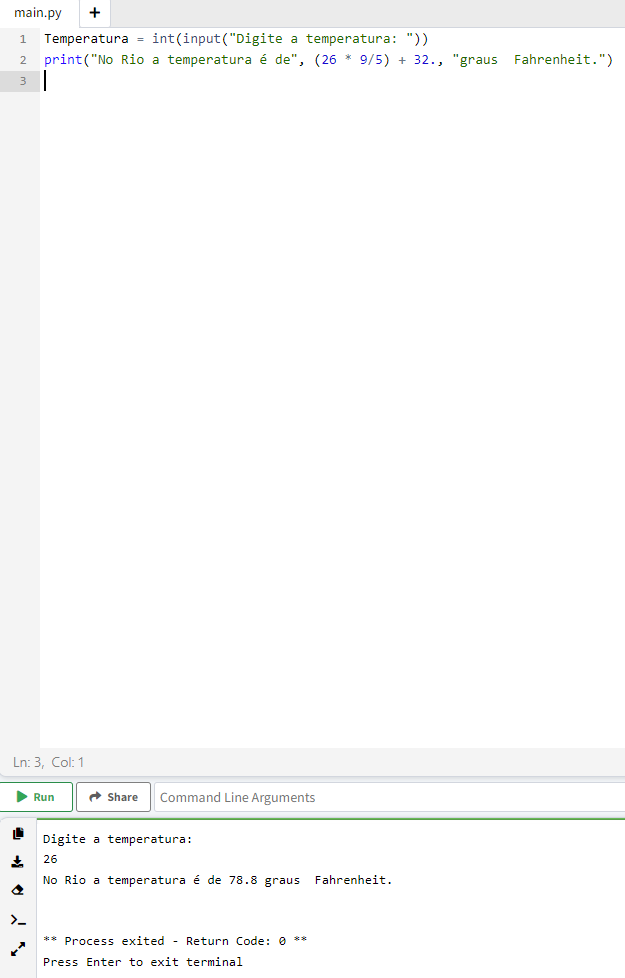 main.py +
1 Temperatura = int(input("Digite a temperatura: "))
2 print("No Rio a temperatura é de", (26 * 9/5) + 32., "graus  Fahrenheit.")
3
Ln: 3,  Col: 1
Run Share Command Line Arguments
Digite a temperatura:
26
No Rio a temperatura é de 78.8 graus  Fahrenheit.
** Process exited - Return Code: 0 **
Press Enter to exit terminal